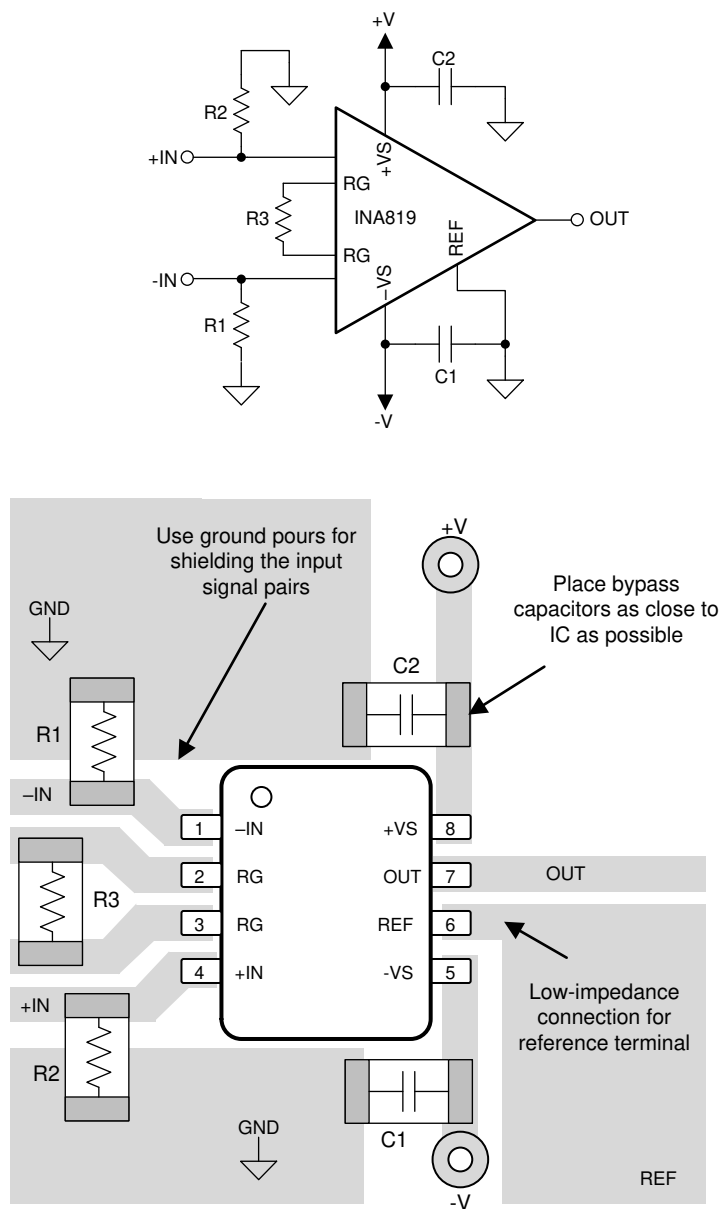 +V
C2
R2
+IN
+VS
RG
R3
INA819
OUT
RG
REF
-IN
–VS
R1
C1
-V
Use ground pours for
shielding the input
signal pairs
+V
Place bypass
capacitors as close to
IC as possible
GND
C2
R1
–IN
1
–IN
+VS
8
2
RG
OUT
7
OUT
R3
3
RG
REF
6
4
+IN
-VS
5
+IN
Low-impedance
connection for
reference terminal
R2
GND
C1
REF
-V